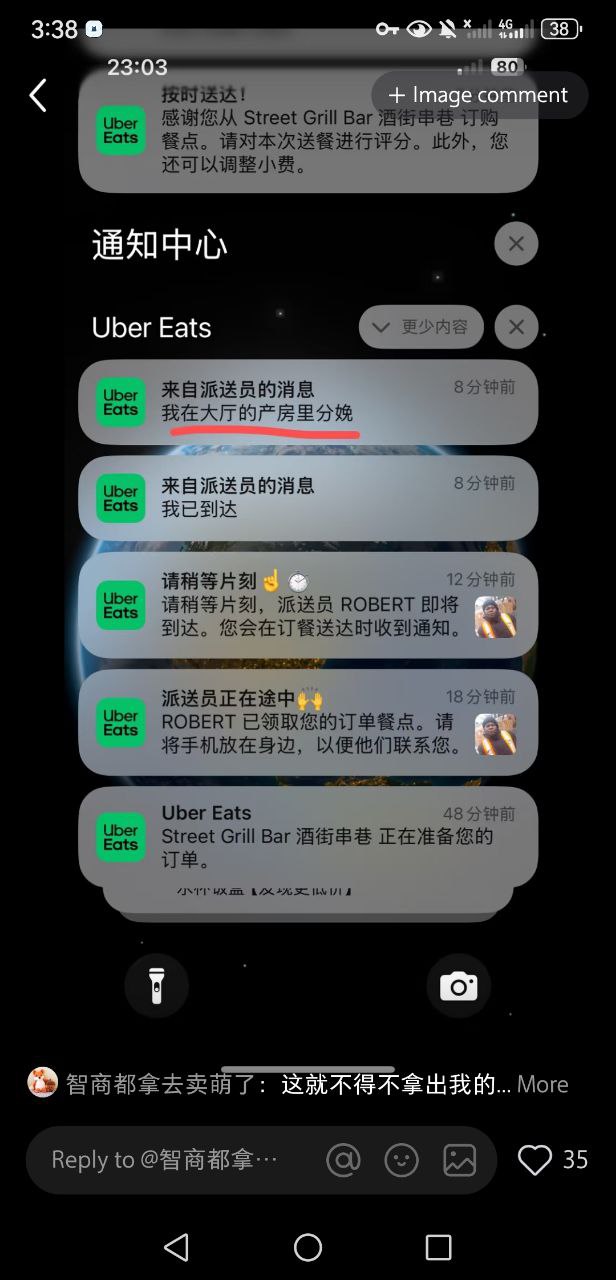 3:38
4G
38
23:03
80
+ Image comment
按时送达！
Uber Eats
感谢您从 Street Grill Bar 酒街串巷 订购
餐点。请对本次送餐进行评分。此外，您
还可以调整小费。
通知中心
Uber Eats
更少内容
来自派送员的消息
8分钟前
Uber Eats
我在大厅的产房里分娩
来自派送员的消息
8分钟前
Uber Eats
我已到达
请稍等片刻☝️⏱️
12分钟前
Uber Eats
请稍等片刻，派送员 ROBERT 即将
到达。您会在订餐送达时收到通知。
派送员正在途中🙌
18分钟前
Uber Eats
ROBERT 已领取您的订单餐点。请
将手机放在身边，以便他们联系您。
Uber Eats
48分钟前
Uber Eats
Street Grill Bar 酒街串巷 正在准备您的
订单。
智商都拿去卖萌了：这就不得不拿出我的... More
Reply to @智商都拿...
35